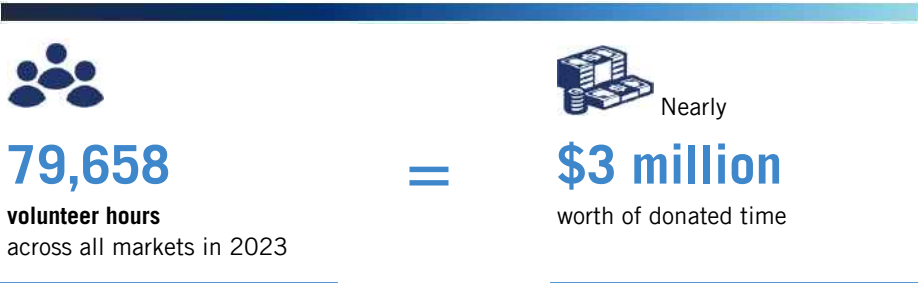 79,658
volunteer hours
across all markets in 2023
=
Nearly
$3 million
worth of donated time